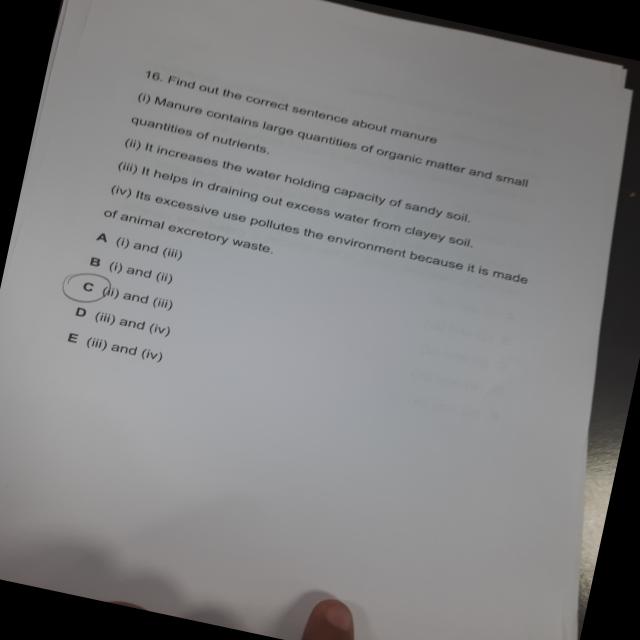 16. Find out the correct sentence about manure
(i) Manure contains large quantities of organic matter and small
quantities of nutrients.
(ii) It increases the water holding capacity of sandy soil.
(iii) It helps in draining out excess water from clayey soil.
(iv) Its excessive use pollutes the environment because it is made
of animal excretory waste.
A (i) and (iii)
B (i) and (ii)
C (ii) and (iii)
D (iii) and (iv)
E (iii) and (iv)